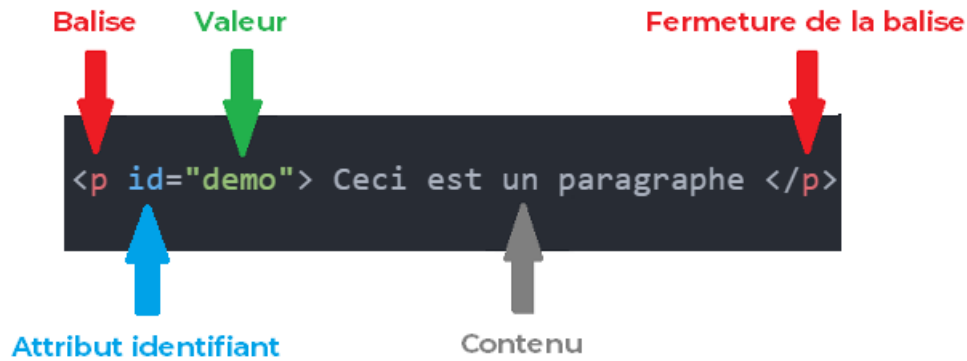 Balise Valeur Fermeture de la balise
<p id="demo"> Ceci est un paragraphe </p>
Attribut identifiant Contenu